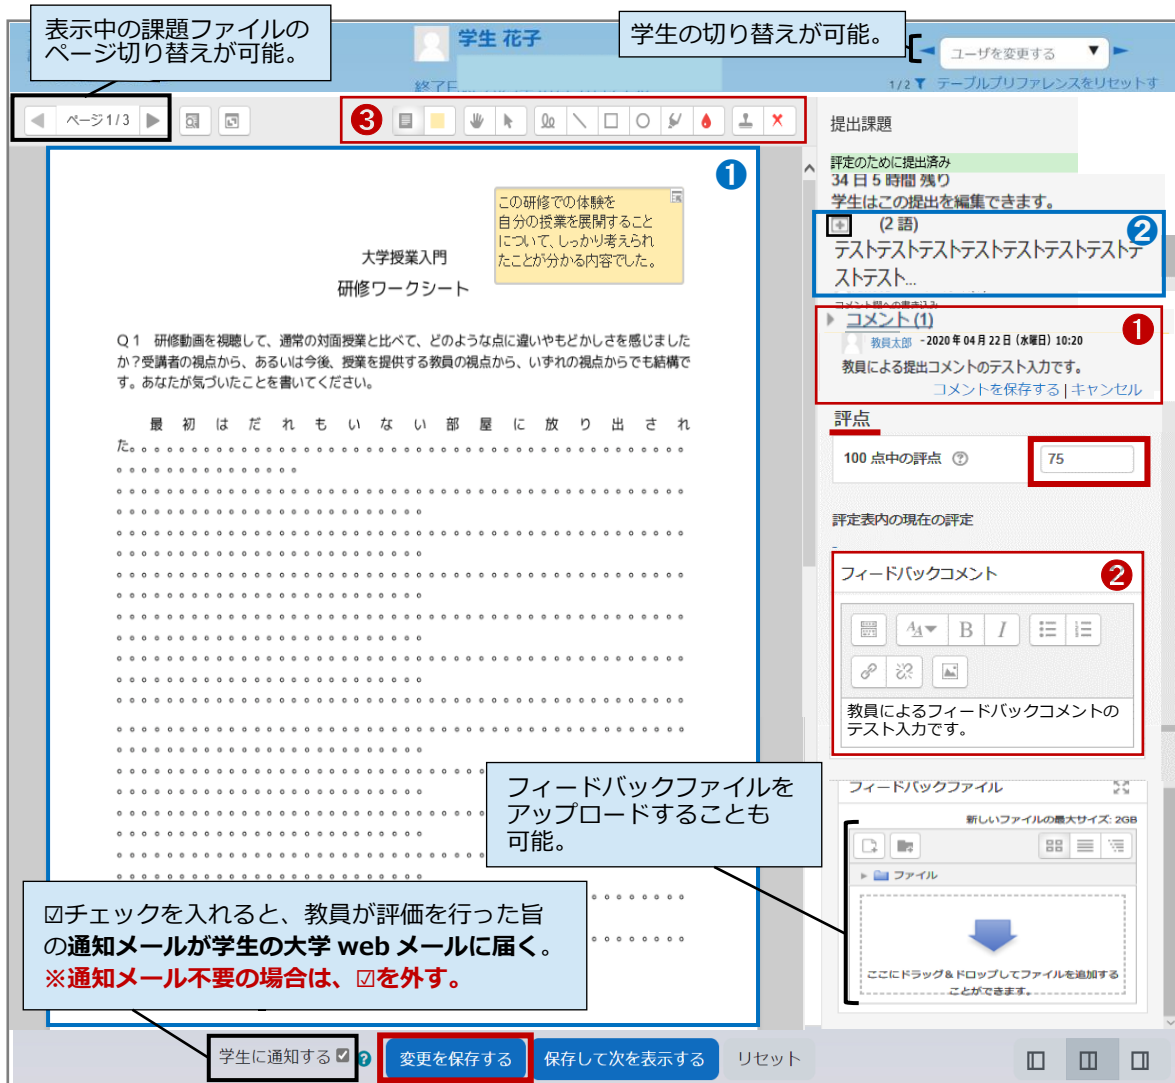 表示中の課題ファイルの
ページ切り替えが可能。
学生 花子
学生の切り替えが可能。
ユーザを変更する
1/2 テーブルプリファレンスをリセットす
ページ 1/3
❸
提出課題
❶
評定のために提出済み
34 日 5 時間 残り
学生はこの提出を編集できます。
(2 語)
❷
テストテストテストテストテストテストテストテ
ストテスト...
コメント (1)
❶
教員太郎 - 2020 年 04 月 22 日 (水曜日) 10:20
教員による提出コメントのテスト入力です。
コメントを保存する | キャンセル
この研修での体験を
自分の授業を展開すること
について、しっかり考えられ
たことが分かる内容でした。
大学授業入門
研修ワークシート
Q 1 研修動画を視聴して、通常の対面授業と比べて、どのような点に違いやもどかしさを感じました
か？受講者の視点から、あるいは今後、授業を提供する教員の視点から、いずれの視点からでも結構で
す。あなたが気づいたことを書いてください。
最初はだれもいない部屋に放り出され
た。
評点
100 点中の評点
75
評定表内の現在の評定
-
フィードバックコメント
❷
B I
教員によるフィードバックコメントの
テスト入力です。
フィードバックファイルを
アップロードすることも
可能。
フィードバックファイル
新しいファイルの最大サイズ: 2GB
ファイル
ここにドラッグ＆ドロップしてファイルを追加する
ことができます。
☑チェックを入れると、教員が評価を行った旨
の通知メールが学生の大学 web メールに届く。
※通知メール不要の場合は、☑を外す。
学生に通知する
変更を保存する
保存して次を表示する
リセット